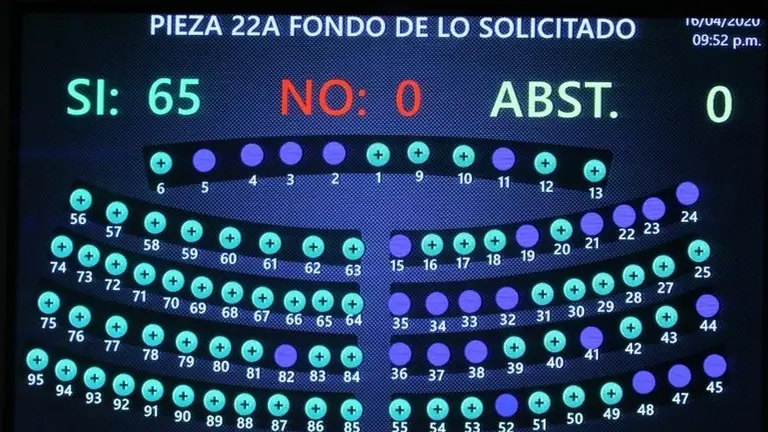 PIEZA 22A FONDO DE LO SOLICITADO
16/04/2020
09:52 p.m.
SI: 65 NO: 0 ABST. 0
6 5 4 3 2 1 9 10 11 12 13
56 57 58 59 60 61 62 63 15 16 17 18 19 20 21 22 23 24
74 73 72 71 70 69 68 67 66 65 64 35 34 33 32 31 30 29 28 27 25
75 76 77 78 79 80 81 82 83 84 36 37 38 39 40 41 42 43 44
95 94 93 92 91 90 89 88 87 86 85 55 54 53 52 51 50 49 48 47 45